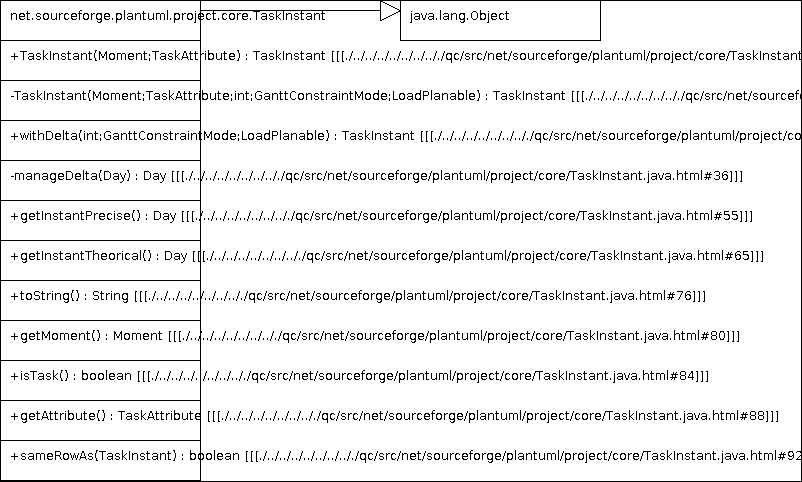 net.sourceforge.plantuml.project.core.TaskInstant
java.lang.Object
+TaskInstant(Moment;TaskAttribute) : TaskInstant [[[./../../../../../../../qc/src/net/sourceforge/plantuml/project/core/TaskInstant
-TaskInstant(Moment;TaskAttribute;int;GanttConstraintMode;LoadPlanable) : TaskInstant [[[./../../../../../../../qc/src/net/sourcef
+withDelta(int;GanttConstraintMode;LoadPlanable) : TaskInstant [[[./../../../../../../../qc/src/net/sourceforge/plantuml/project/co
-manageDelta(Day) : Day [[[./../../../../../../../qc/src/net/sourceforge/plantuml/project/core/TaskInstant.java.html#36]]]
+getInstantPrecise() : Day [[[./../../../../../../../qc/src/net/sourceforge/plantuml/project/core/TaskInstant.java.html#55]]]
+getInstantTheorical() : Day [[[./../../../../../../../qc/src/net/sourceforge/plantuml/project/core/TaskInstant.java.html#65]]]
+toString() : String [[[./../../../../../../../qc/src/net/sourceforge/plantuml/project/core/TaskInstant.java.html#76]]]
+getMoment() : Moment [[[./../../../../../../../qc/src/net/sourceforge/plantuml/project/core/TaskInstant.java.html#80]]]
+isTask() : boolean [[[./../../../../../../../qc/src/net/sourceforge/plantuml/project/core/TaskInstant.java.html#84]]]
+getAttribute() : TaskAttribute [[[./../../../../../../../qc/src/net/sourceforge/plantuml/project/core/TaskInstant.java.html#88]]]
+sameRowAs(TaskInstant) : boolean [[[./../../../../../../../qc/src/net/sourceforge/plantuml/project/core/TaskInstant.java.html#92